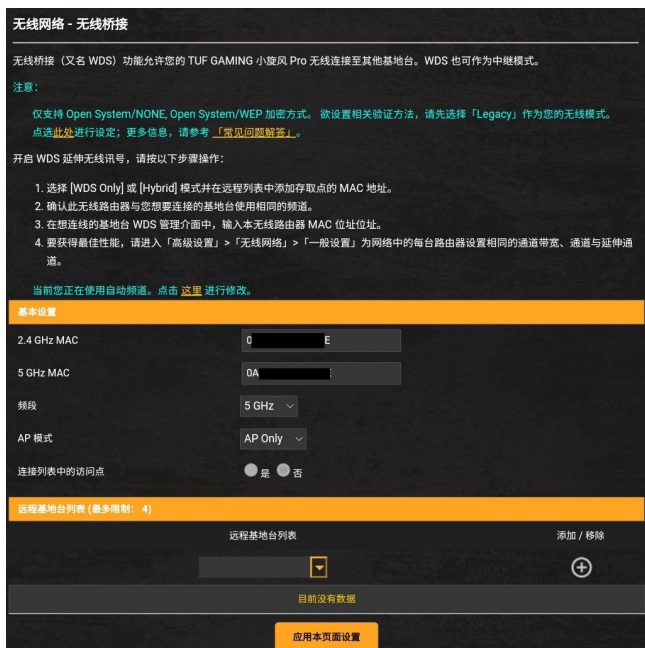 无线网络 - 无线桥接
无线桥接（又名 WDS）功能允许您的 TUF GAMING 小旋风 Pro 无线连接至其他基地台。WDS 也可作为中继模式。
注意：
仅支持 Open System/NONE, Open System/WEP 加密方式。 欲设置相关验证方法，请先选择「Legacy」作为您的无线模式。
点选此处进行设定；更多信息，请参考 「常见问题解答」。
开启 WDS 延伸无线讯号，请按以下步骤操作：
1. 选择 [WDS Only] 或 [Hybrid] 模式并在远程列表中添加存取点的 MAC 地址。
2. 确认此无线路由器与您想要连接的基地台使用相同的频道。
3. 在想连线的基地台 WDS 管理介面中，输入本无线路由器 MAC 位址位址。
4. 要获得最佳性能，请进入「高级设置」>「无线网络」>「一般设置」为网络中的每台路由器设置相同的通道带宽、通道与延伸通
道。
当前您正在使用自动频道。点击 这里 进行修改。
基本设置
2.4 GHz MAC 0 E
5 GHz MAC 0A
频段 5 GHz
AP 模式 AP Only
连接列表中的访问点 是 否
远程基地台列表 (最多限制： 4)
远程基地台列表 添加 / 移除
目前没有数据
应用本页面设置